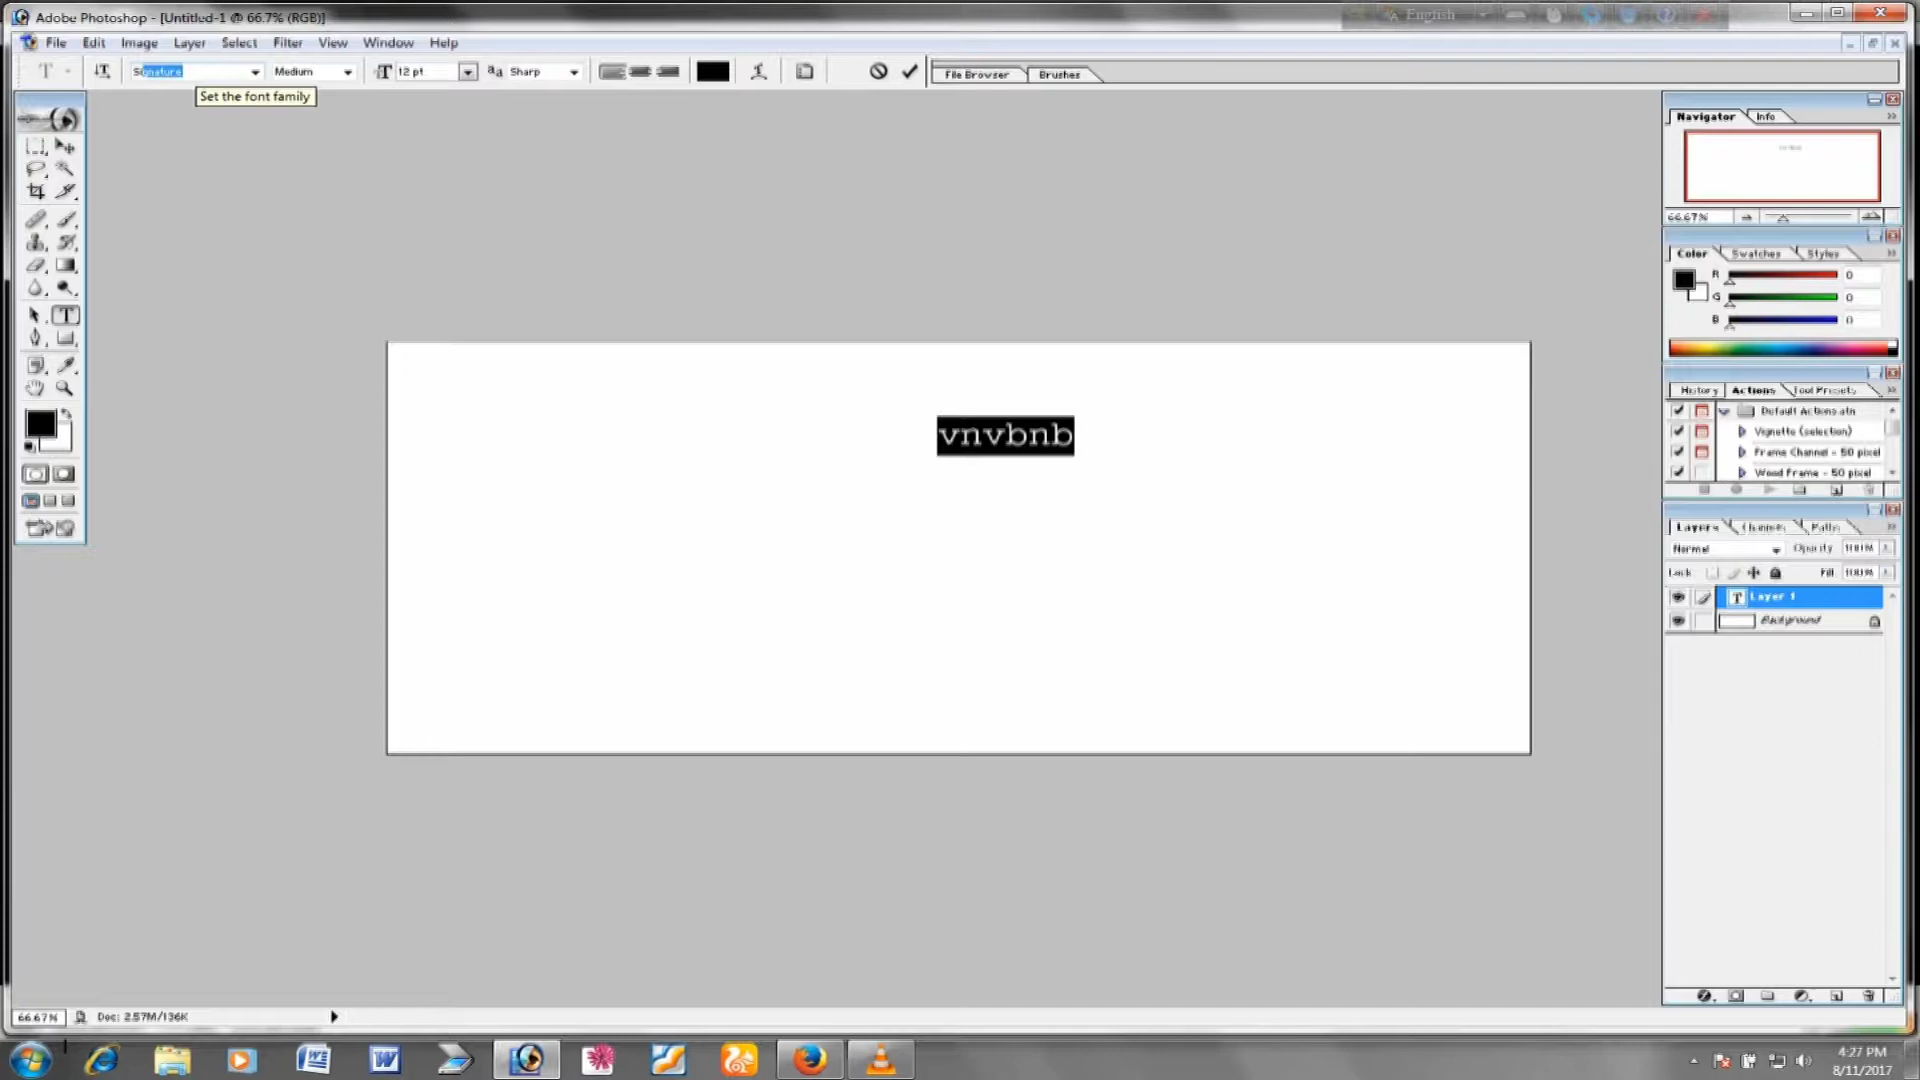 Adobe Photoshop - [Untitled-1 @ 66.7% (RGB)]
English
File Edit Image Layer Select Filter View Window Help
Signature Medium 12 pt aa Sharp File Browser Brushes
Set the font family
Navigator Info
66.67%
Color Swatches Styles
R 0
G 0
B 0
History Actions Tool Presets
Default Actions.atn
Vignette (selection)
Frame Channel - 50 pixel
Wood Frame - 50 pixel
vnvbnb
Layers Channels Paths
Normal Opacity 100%
Lock Fill 100%
T Layer 1
Background
66.67% Doc: 2.57M/136K
4:27 PM
8/11/2017